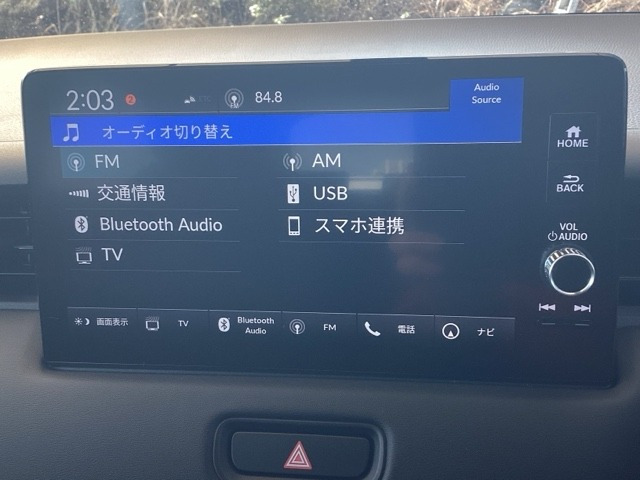 2:03 2 ETC 84.8 Audio
Source
オーディオ切り替え
FM AM
交通情報 USB
Bluetooth Audio スマホ連携
TV
画面表示 TV Bluetooth
Audio FM 電話 ナビ
HOME
BACK
VOL
AUDIO